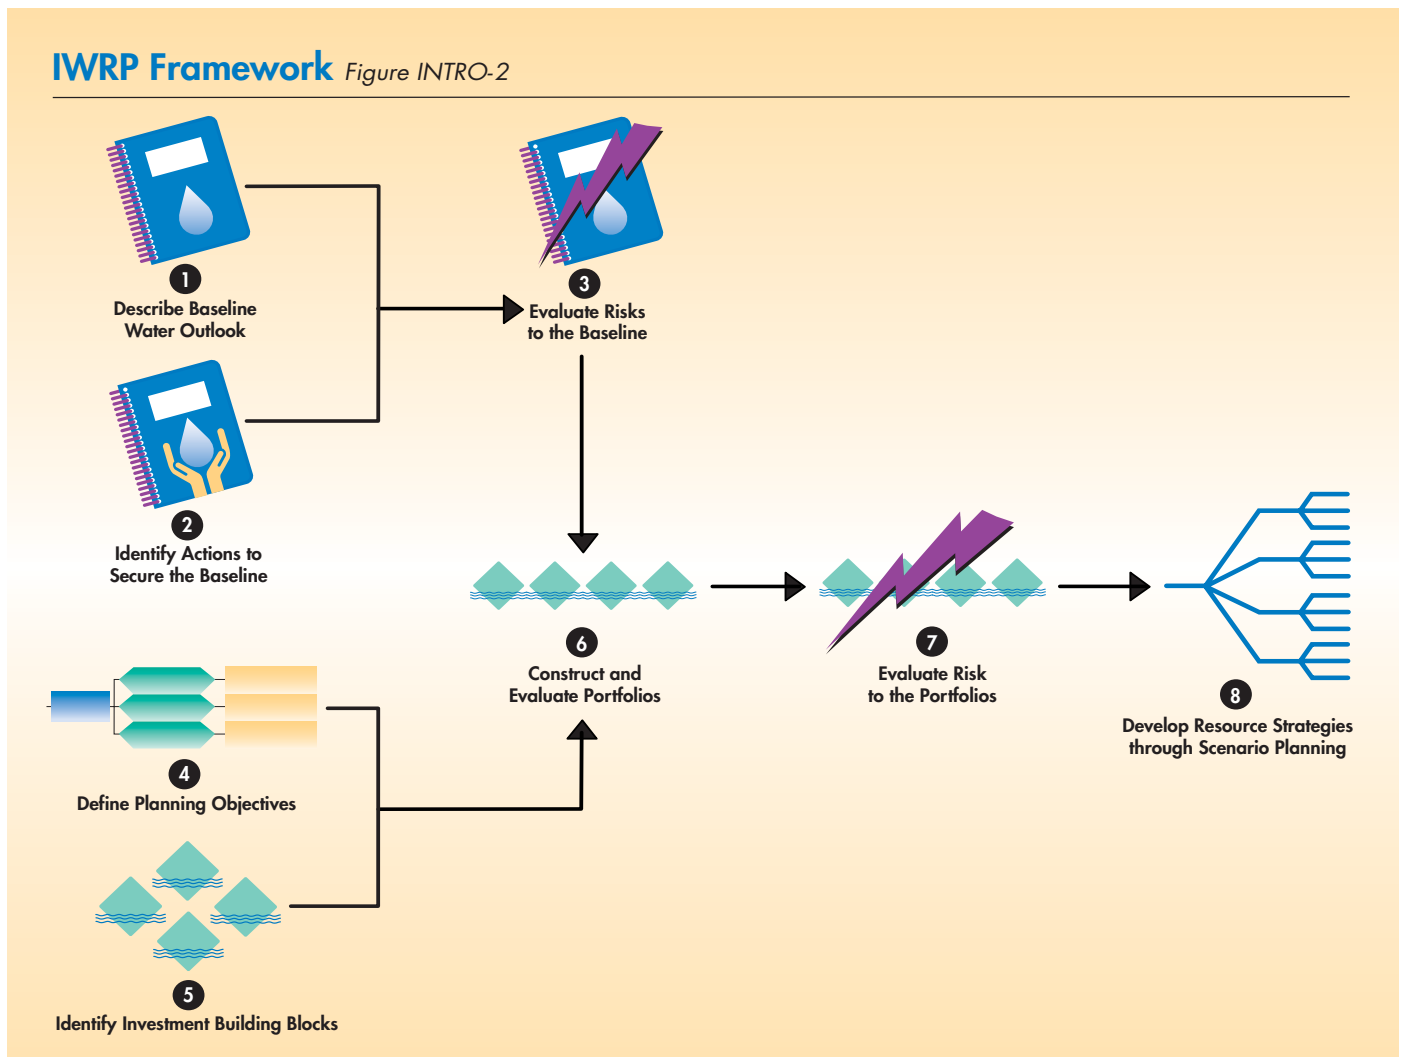 IWRP Framework Figure INTRO-2
1
Describe Baseline
Water Outlook
2
Identify Actions to
Secure the Baseline
3
Evaluate Risks
to the Baseline
4
Define Planning Objectives
5
Identify Investment Building Blocks
6
Construct and
Evaluate Portfolios
7
Evaluate Risk
to the Portfolios
8
Develop Resource Strategies
through Scenario Planning